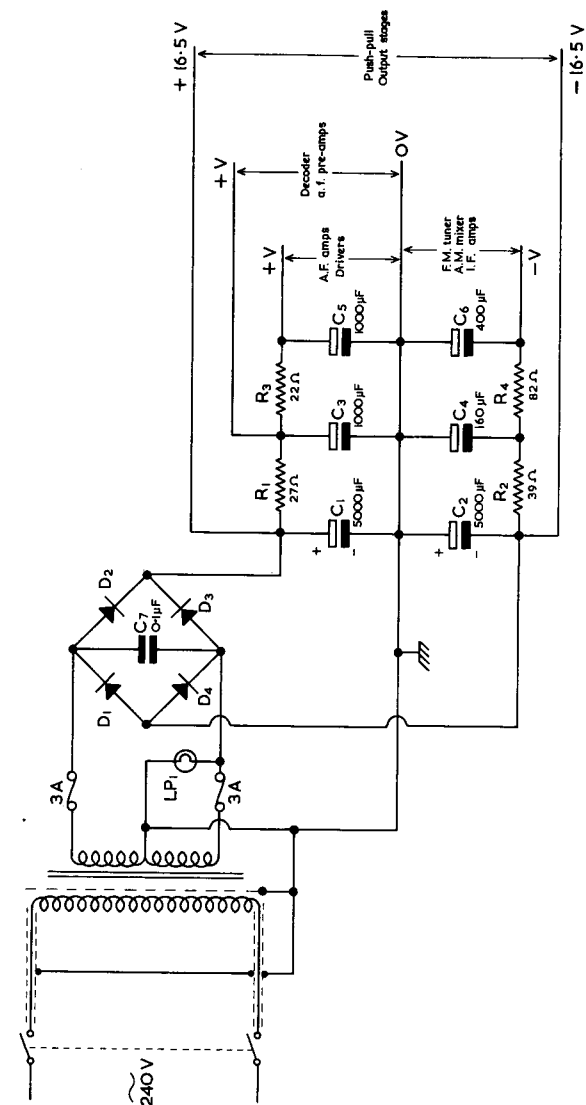 240V
3A
LP1
3A
D1
D2
C7
0·1µF
D4
D3
+ 16·5 V
+V
+V
R1
27Ω
R3
22Ω
+
C1
5000µF
-
C3
1000µF
C5
1000µF
A.F. amps
Drivers
Decoder
a.f. pre-amps
Push-pull
Output stages
0V
+
C2
5000µF
-
C4
160µF
C6
400µF
F.M. tuner
A.M. mixer
I.F. amps
R2
39Ω
R4
82Ω
-V
- 16·5 V